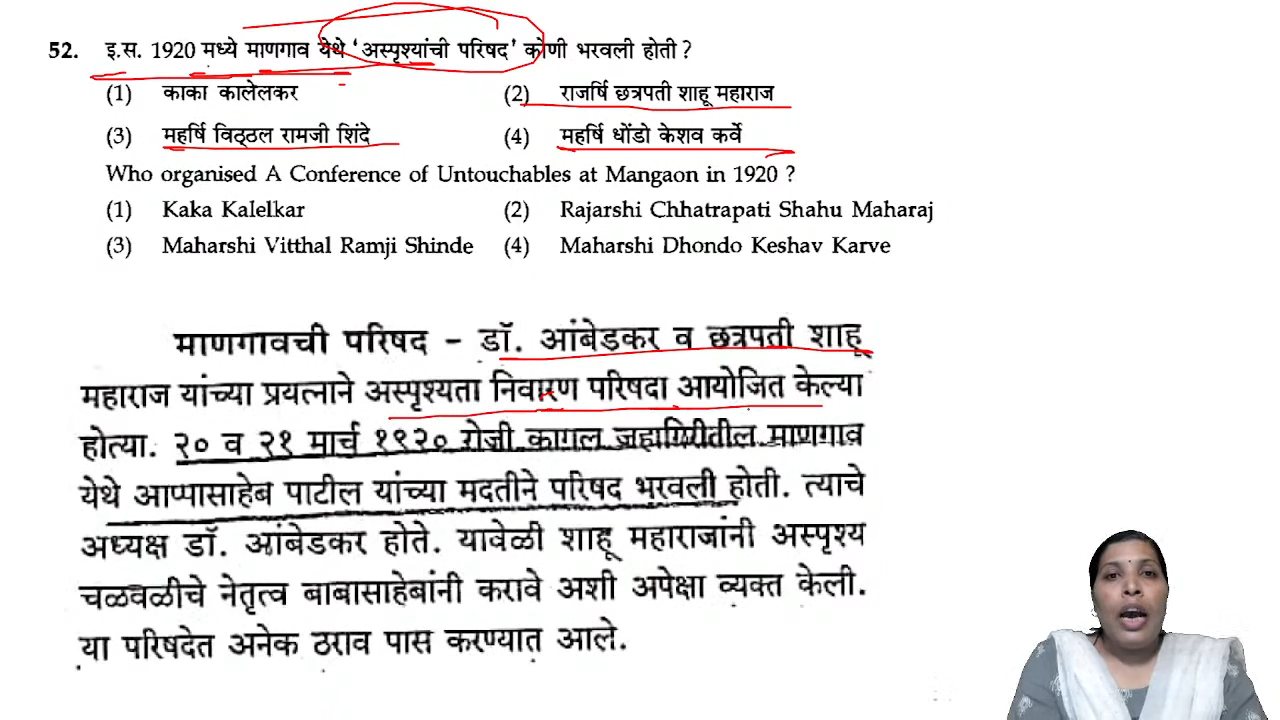 52. इ.स. 1920 मध्ये माणगाव येथे 'अस्पृश्यांची परिषद' कोणी भरवली होती ?
(1) काका कालेलकर (2) राजर्षि छत्रपती शाहू महाराज
(3) महर्षि विठ्ठल रामजी शिंदे (4) महर्षि धोंडो केशव कर्वे
Who organised A Conference of Untouchables at Mangaon in 1920 ?
(1) Kaka Kalelkar (2) Rajarshi Chhatrapati Shahu Maharaj
(3) Maharshi Vitthal Ramji Shinde (4) Maharshi Dhondo Keshav Karve
माणगावची परिषद - डॉ. आंबेडकर व छत्रपती शाहू
महाराज यांच्या प्रयत्नाने अस्पृश्यता निवारण परिषदा आयोजित केल्या
होत्या. २० व २१ मार्च १९२० रोजी कागल जहागिरीतील माणगाव
येथे आप्पासाहेब पाटील यांच्या मदतीने परिषद भरवली होती. त्याचे
अध्यक्ष डॉ. आंबेडकर होते. यावेळी शाहू महाराजांनी अस्पृश्य
चळवळीचे नेतृत्व बाबासाहेबांनी करावे अशी अपेक्षा व्यक्त केली.
या परिषदेत अनेक ठराव पास करण्यात आले.